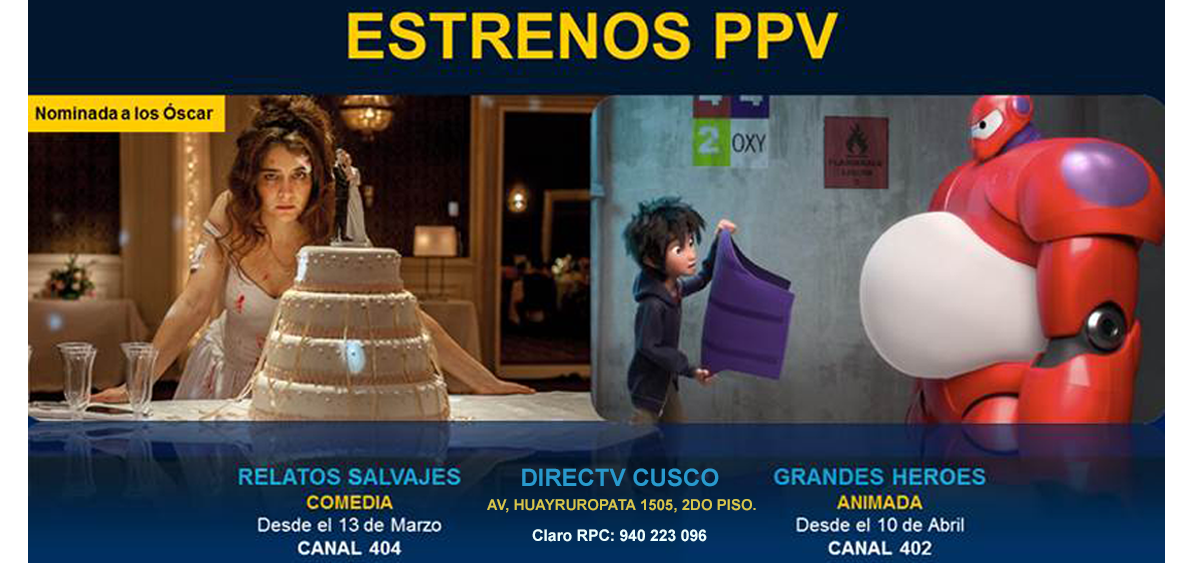 ESTRENOS PPV
Nominada a los Óscar
2 OXY
FLAMMABLE
LIQUID
RELATOS SALVAJES
COMEDIA
Desde el 13 de Marzo
CANAL 404
DIRECTV CUSCO
AV, HUAYRUROPATA 1505, 2DO PISO.
Claro RPC: 940 223 096
GRANDES HEROES
ANIMADA
Desde el 10 de Abril
CANAL 402